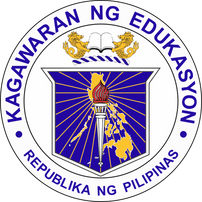 KAGAWARAN NG EDUKASYON
REPUBLIKA NG PILIPINAS